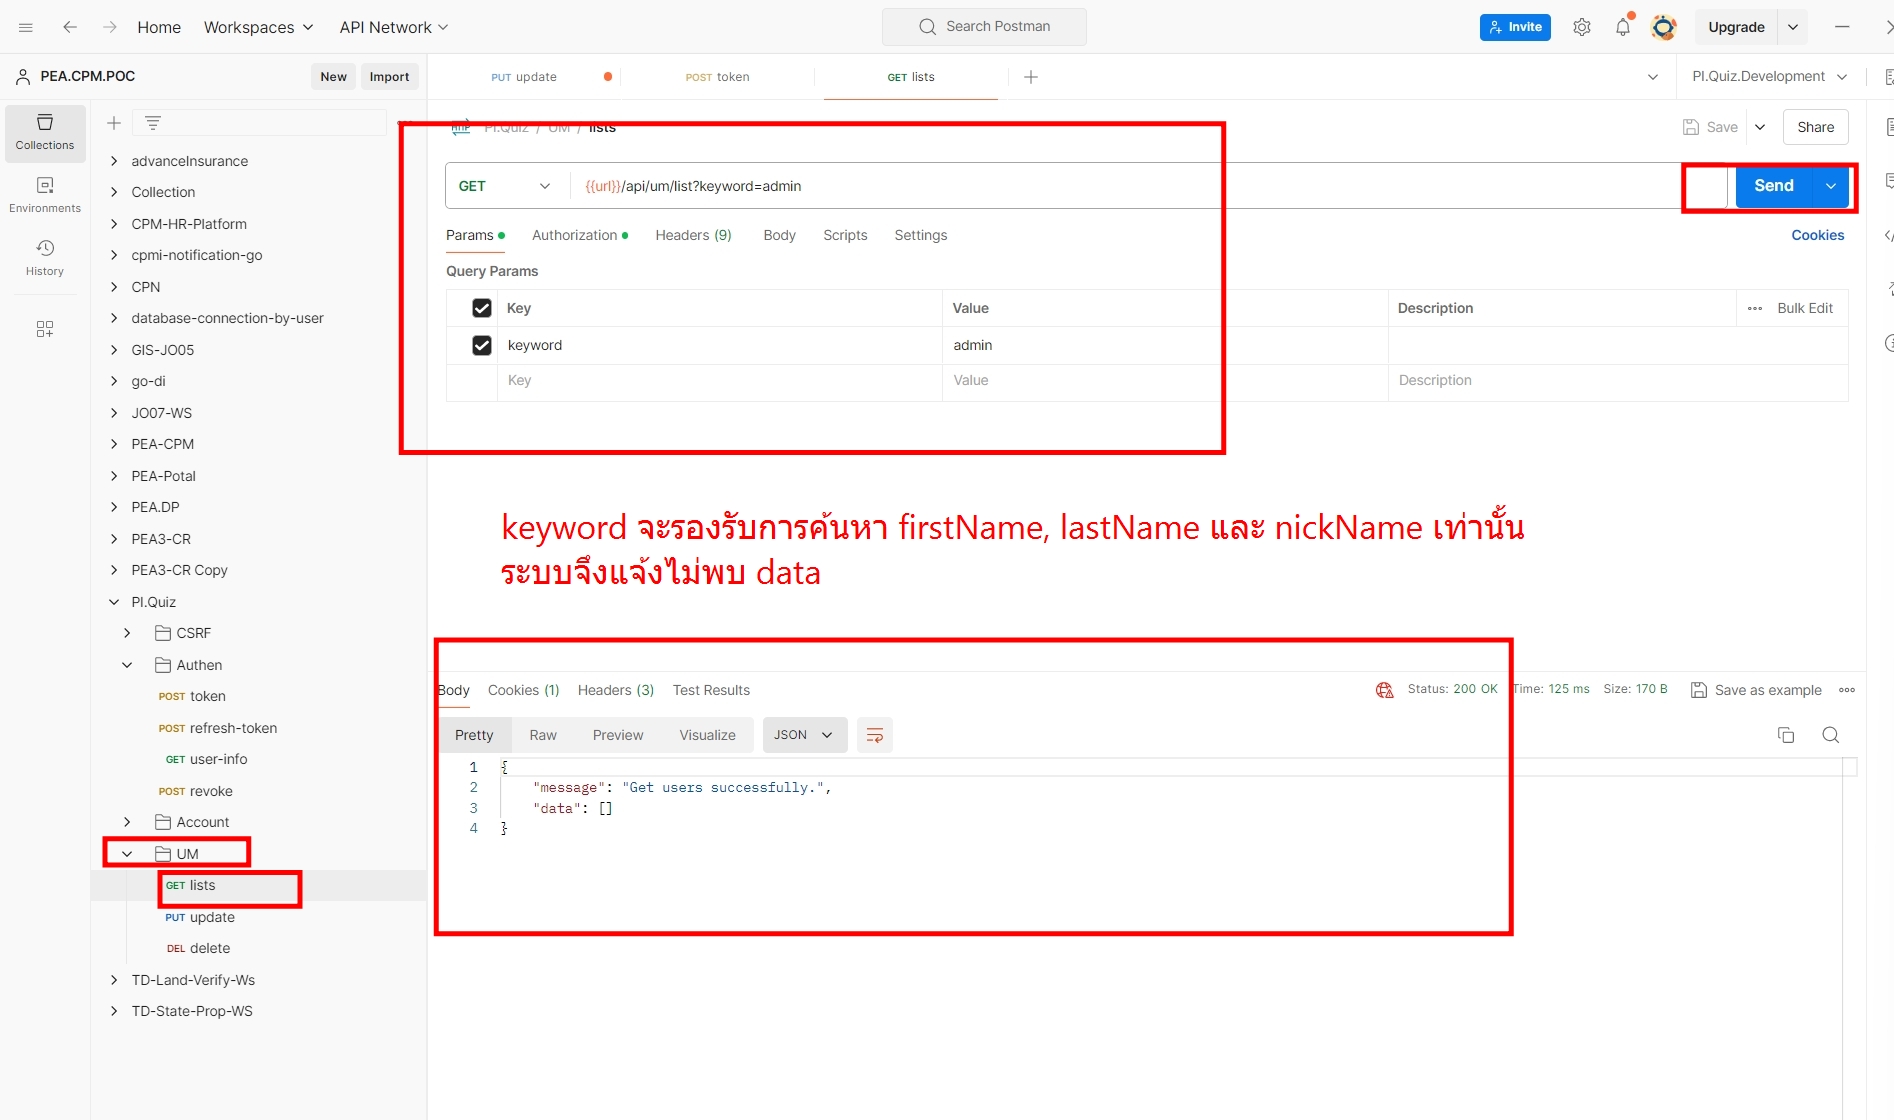 Home
Workspaces
API Network
Search Postman
Invite
Upgrade
PEA.CPM.POC
New
Import
PUT update
POST token
GET lists
PI.Quiz.Development
Collections
Environments
History
advanceInsurance
Collection
CPM-HR-Platform
cpmi-notification-go
CPN
database-connection-by-user
GIS-JO05
go-di
JO07-WS
PEA-CPM
PEA-Potal
PEA.DP
PEA3-CR
PEA3-CR Copy
PI.Quiz
CSRF
Authen
POST token
POST refresh-token
GET user-info
POST revoke
Account
UM
GET lists
PUT update
DEL delete
TD-Land-Verify-Ws
TD-State-Prop-WS
HTTP PI.Quiz / UM / lists
Save
Share
GET {{url}}/api/um/list?keyword=admin
Send
Params Authorization Headers (9) Body Scripts Settings
Cookies
Query Params
Key Value Description Bulk Edit
keyword admin
Key Value Description
keyword จะรองรับการค้นหา firstName, lastName และ nickName เท่านั้น
ระบบจึงแจ้งไม่พบ data
Body Cookies (1) Headers (3) Test Results
Status: 200 OK Time: 125 ms Size: 170 B Save as example
Pretty Raw Preview Visualize JSON
1 {
2 "message": "Get users successfully.",
3 "data": []
4 }